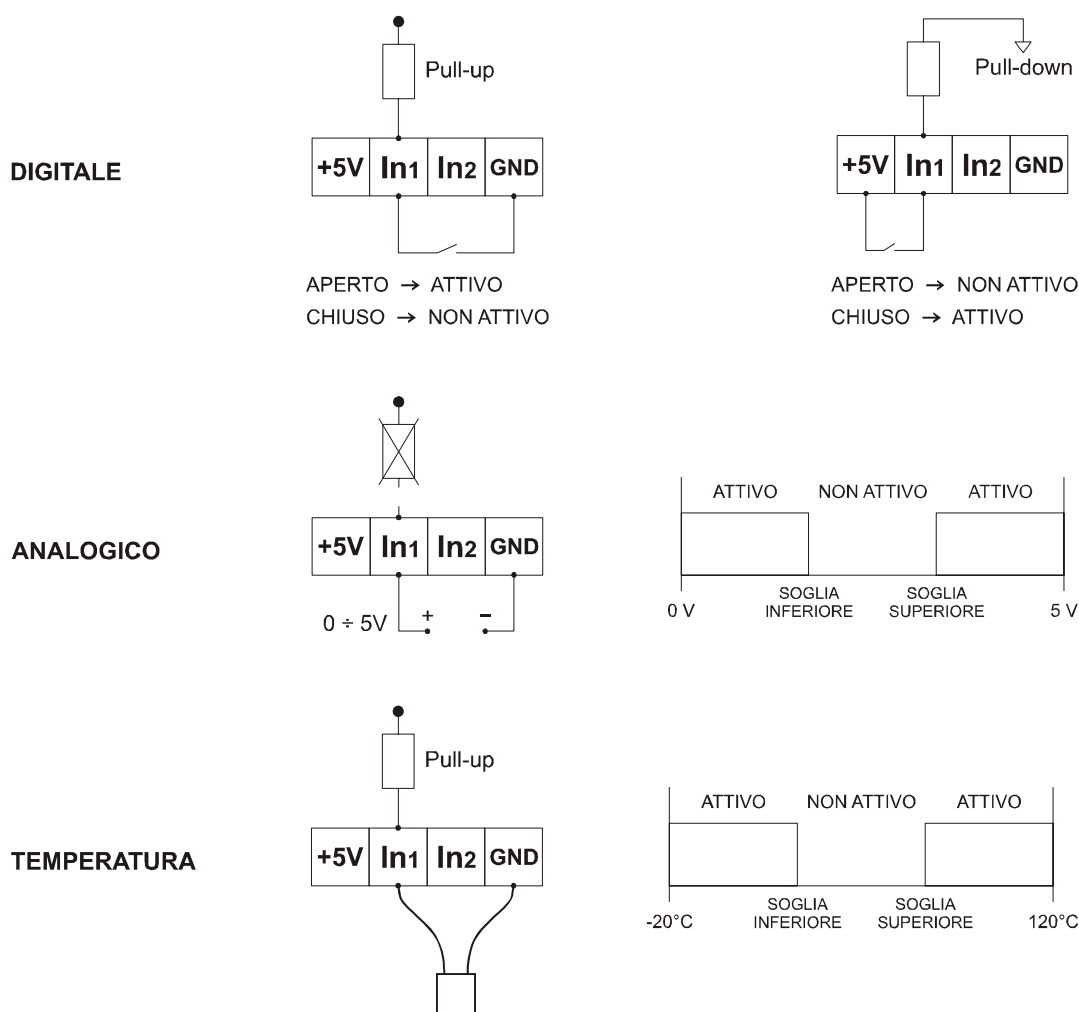 DIGITALE
Pull-up
+5V In1 In2 GND
APERTO → ATTIVO
CHIUSO → NON ATTIVO
Pull-down
+5V In1 In2 GND
APERTO → NON ATTIVO
CHIUSO → ATTIVO
ANALOGICO
+5V In1 In2 GND
0 ÷ 5V + −
ATTIVO NON ATTIVO ATTIVO
0 V
SOGLIA
INFERIORE
SOGLIA
SUPERIORE
5 V
TEMPERATURA
Pull-up
+5V In1 In2 GND
ATTIVO NON ATTIVO ATTIVO
-20°C
SOGLIA
INFERIORE
SOGLIA
SUPERIORE
120°C